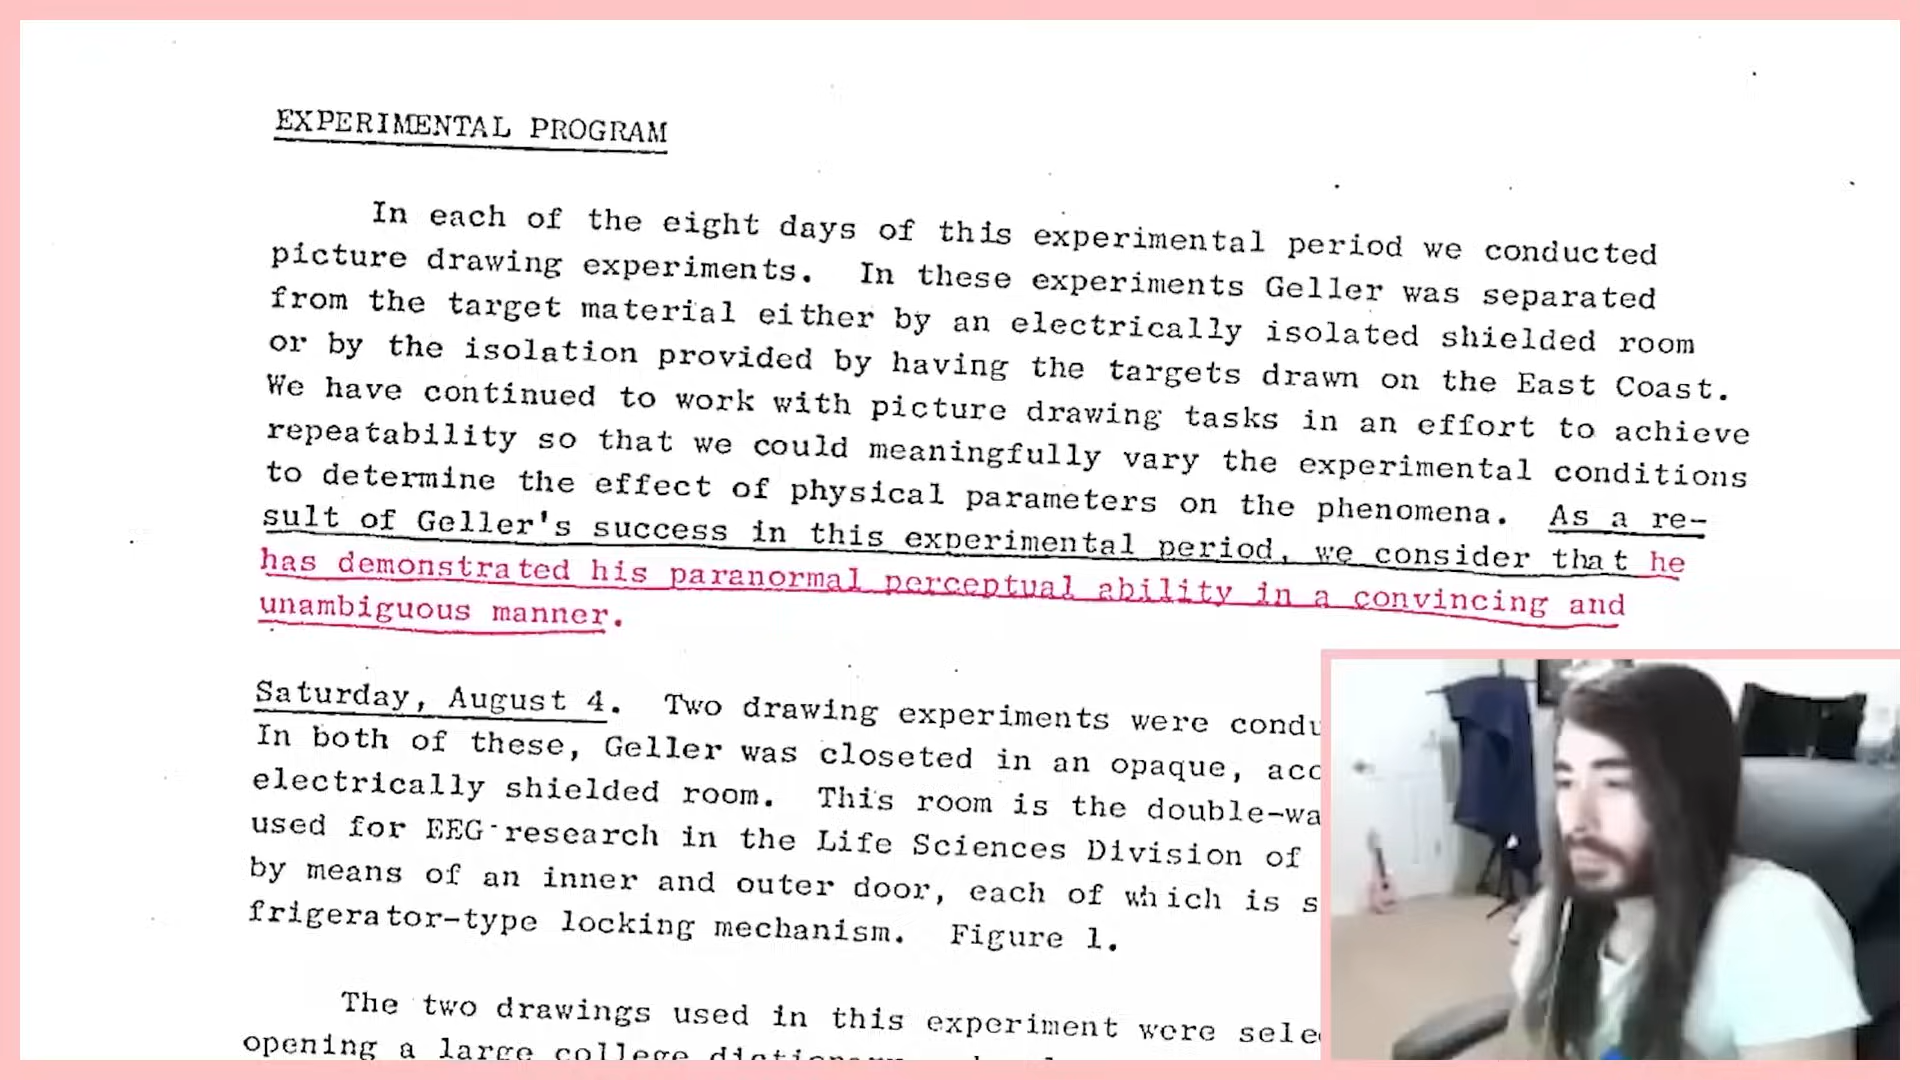 EXPERIMENTAL PROGRAM
In each of the eight days of this experimental period we conducted
picture drawing experiments. In these experiments Geller was separated
from the target material either by an electrically isolated shielded room
or by the isolation provided by having the targets drawn on the East Coast.
We have continued to work with picture drawing tasks in an effort to achieve
repeatability so that we could meaningfully vary the experimental conditions
to determine the effect of physical parameters on the phenomena. As a re-
sult of Geller's success in this experimental period, we consider that he
has demonstrated his paranormal perceptual ability in a convincing and
unambiguous manner.
Saturday, August 4. Two drawing experiments were condu
In both of these, Geller was closeted in an opaque, aco
electrically shielded room. This room is the double-wa
used for EEG research in the Life Sciences Division of
by means of an inner and outer door, each of which is s
frigerator-type locking mechanism. Figure 1.
The two drawings used in this experiment were sele
opening a large college